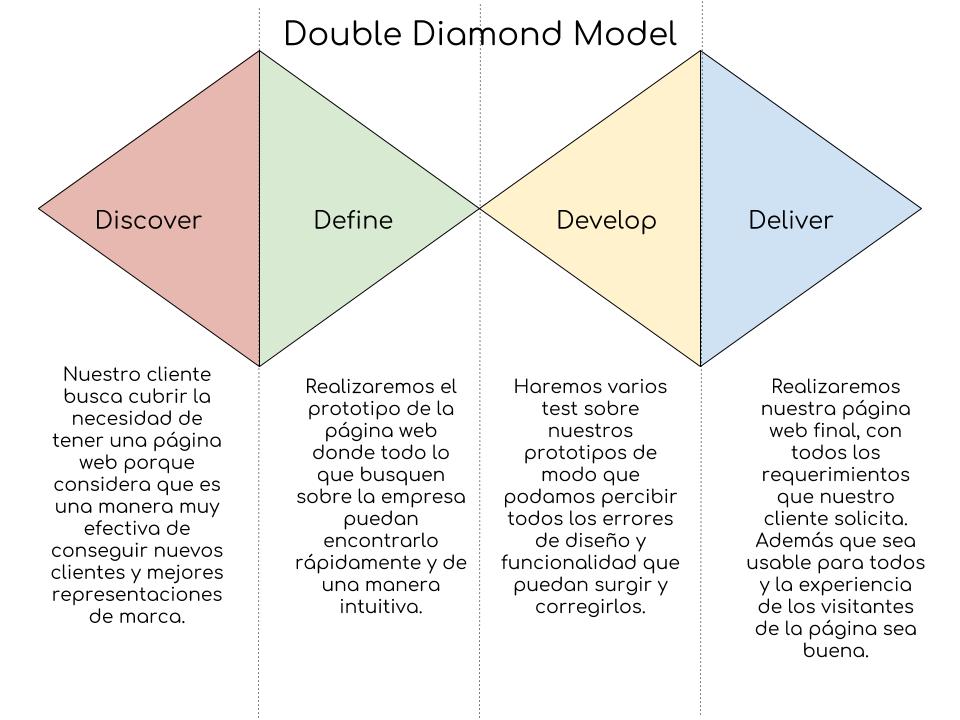 Double Diamond Model
Discover
Define
Develop
Deliver
Nuestro cliente
busca cubrir la
necesidad de
tener una página
web porque
considera que es
una manera muy
efectiva de
conseguir nuevos
clientes y mejores
representaciones
de marca.
Realizaremos el
prototipo de la
página web
donde todo lo
que busquen
sobre la empresa
puedan
encontrarlo
rápidamente y de
una manera
intuitiva.
Haremos varios
test sobre
nuestros
prototipos de
modo que
podamos percibir
todos los errores
de diseño y
funcionalidad que
puedan surgir y
corregirlos.
Realizaremos
nuestra página
web final, con
todos los
requerimientos
que nuestro
cliente solicita.
Además que sea
usable para todos
y la experiencia
de los visitantes
de la página sea
buena.